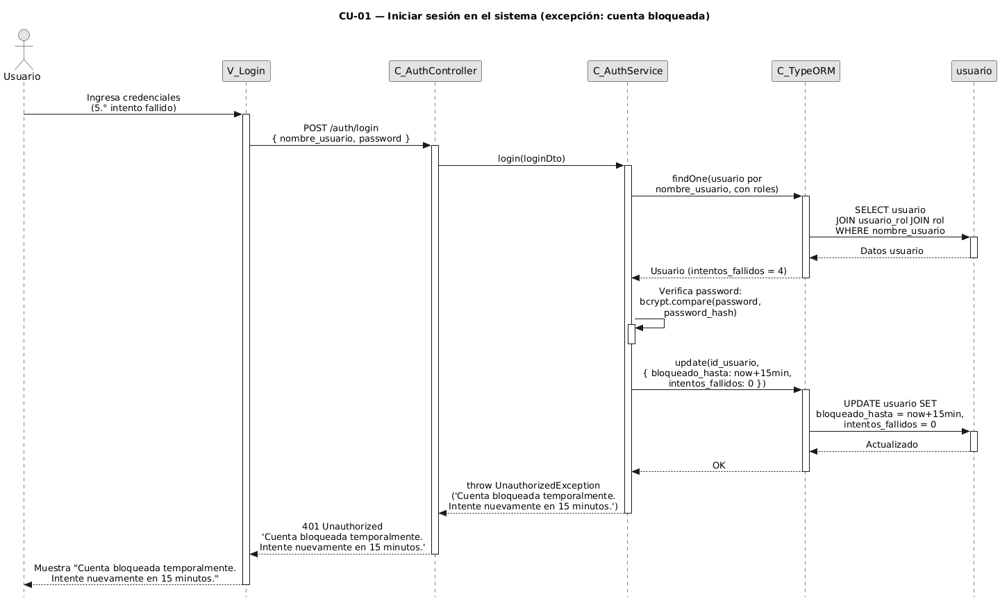 CU-01 — Iniciar sesión en el sistema (excepción: cuenta bloqueada)
Usuario
V_Login
C_AuthController
C_AuthService
C_TypeORM
usuario
Ingresa credenciales
(5.° intento fallido)
POST /auth/login
{ nombre_usuario, password }
login(loginDto)
findOne(usuario por
nombre_usuario, con roles)
SELECT usuario
JOIN usuario_rol JOIN rol
WHERE nombre_usuario
Datos usuario
Usuario (intentos_fallidos = 4)
Verifica password:
bcrypt.compare(password,
password_hash)
update(id_usuario,
{ bloqueado_hasta: now+15min,
intentos_fallidos: 0 })
UPDATE usuario SET
bloqueado_hasta = now+15min,
intentos_fallidos = 0
Actualizado
OK
throw UnauthorizedException
('Cuenta bloqueada temporalmente.
Intente nuevamente en 15 minutos.')
401 Unauthorized
'Cuenta bloqueada temporalmente.
Intente nuevamente en 15 minutos.'
Muestra "Cuenta bloqueada temporalmente.
Intente nuevamente en 15 minutos."